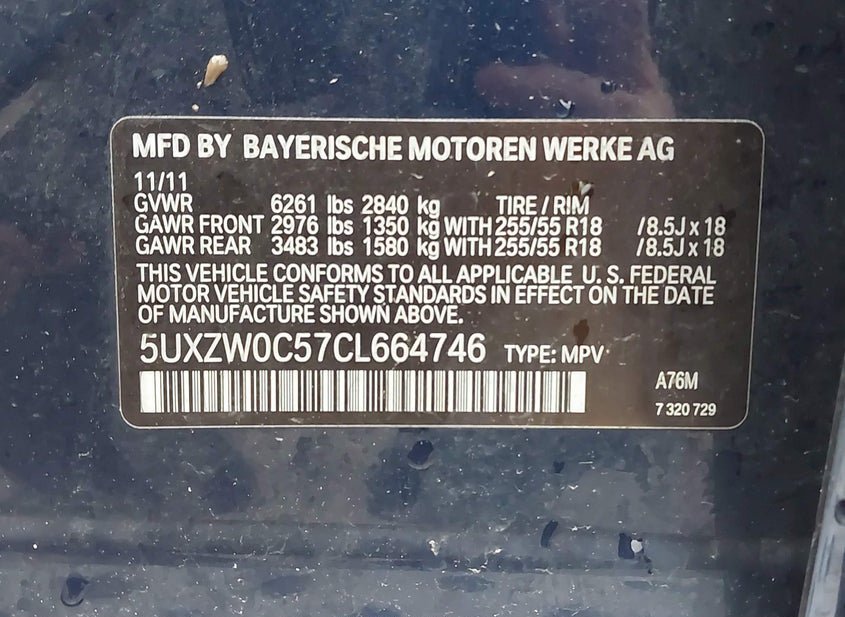 MFD BY BAYERISCHE MOTOREN WERKE AG
11/11
GVWR 6261 lbs 2840 kg TIRE / RIM
GAWR FRONT 2976 lbs 1350 kg WITH 255/55 R18 /8.5J x 18
GAWR REAR 3483 lbs 1580 kg WITH 255/55 R18 /8.5J x 18
THIS VEHICLE CONFORMS TO ALL APPLICABLE U. S. FEDERAL
MOTOR VEHICLE SAFETY STANDARDS IN EFFECT ON THE DATE
OF MANUFACTURE SHOWN ABOVE.
5UXZW0C57CL664746 TYPE: MPV
A76M
7 320 729